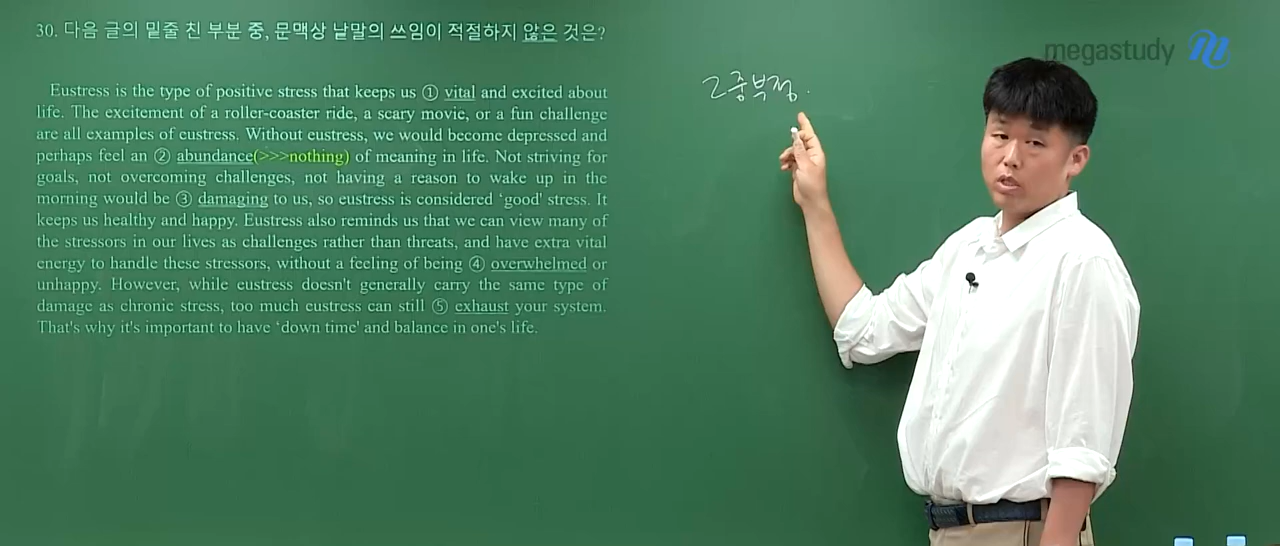 30. 다음 글의 밑줄 친 부분 중, 문맥상 낱말의 쓰임이 적절하지 않은 것은?
megastudy
2중부정.
Eustress is the type of positive stress that keeps us ① vital and excited about
life. The excitement of a roller-coaster ride, a scary movie, or a fun challenge
are all examples of eustress. Without eustress, we would become depressed and
perhaps feel an ② abundance(>>>nothing) of meaning in life. Not striving for
goals, not overcoming challenges, not having a reason to wake up in the
morning would be ③ damaging to us, so eustress is considered ‘good' stress. It
keeps us healthy and happy. Eustress also reminds us that we can view many of
the stressors in our lives as challenges rather than threats, and have extra vital
energy to handle these stressors, without a feeling of being ④ overwhelmed or
unhappy. However, while eustress doesn't generally carry the same type of
damage as chronic stress, too much eustress can still ⑤ exhaust your system.
That's why it's important to have ‘down time' and balance in one's life.